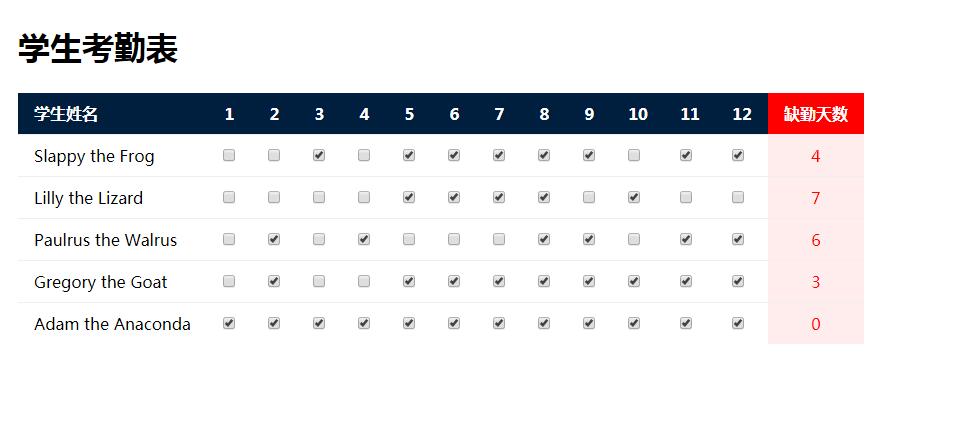 学生考勤表
学生姓名 1 2 3 4 5 6 7 8 9 10 11 12 缺勤天数
Slappy the Frog 4
Lilly the Lizard 7
Paulrus the Walrus 6
Gregory the Goat 3
Adam the Anaconda 0